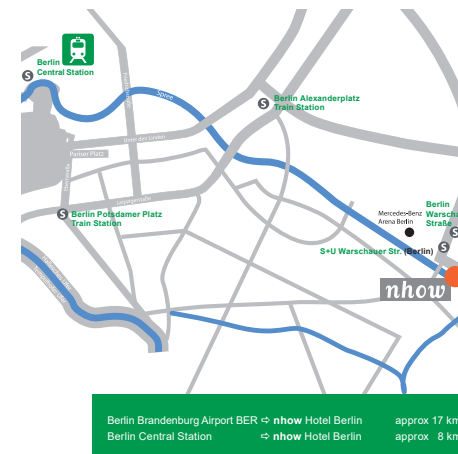 Berlin
Central Station
Spree
Berlin Alexanderplatz
Train Station
Unter den Linden
Pariser Platz
Leipzigerstraße
Berlin Potsdamer Platz
Train Station
Mercedes-Benz
Arena Berlin
Berlin
Warscha
Straße
S+U Warschauer Str. (Berlin)
nhow
Berlin Brandenburg Airport BER ⇨ nhow Hotel Berlin approx 17 km
Berlin Central Station ⇨ nhow Hotel Berlin approx 8 km